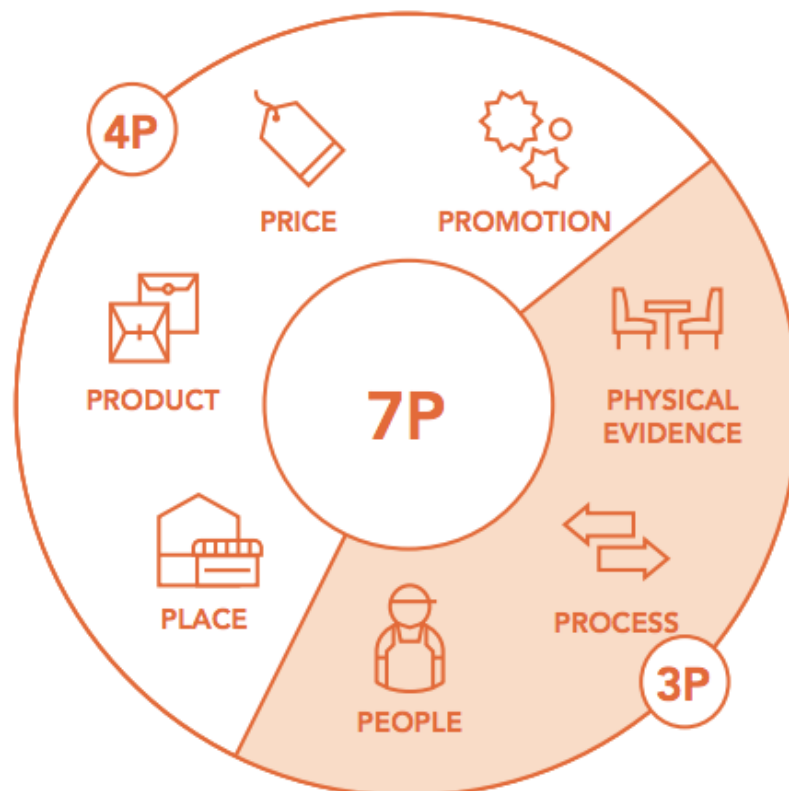 4P
PRICE
PROMOTION
PRODUCT
7P
PHYSICAL
EVIDENCE
PLACE
PROCESS
3P
PEOPLE